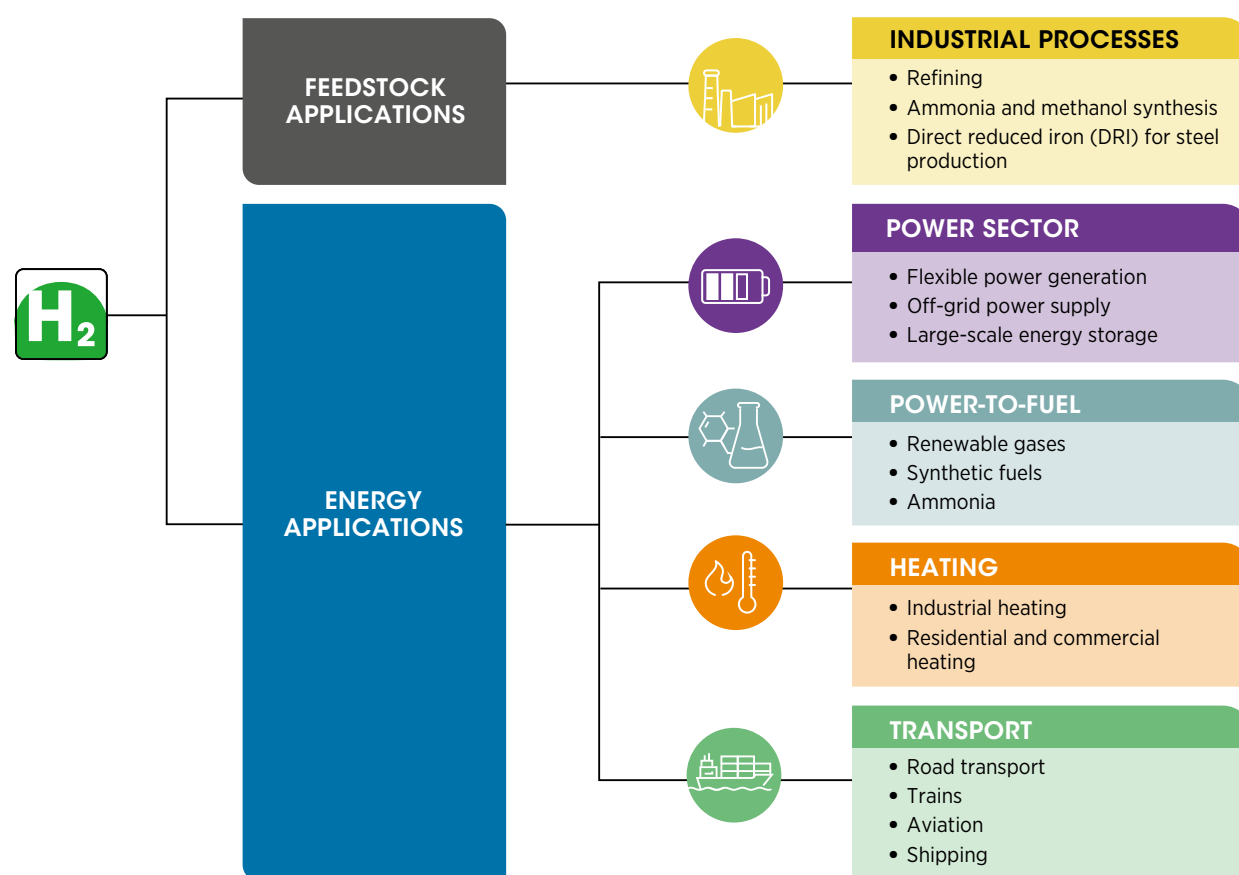 H2
FEEDSTOCK
APPLICATIONS
INDUSTRIAL PROCESSES
• Refining
• Ammonia and methanol synthesis
• Direct reduced iron (DRI) for steel
production
ENERGY
APPLICATIONS
POWER SECTOR
• Flexible power generation
• Off-grid power supply
• Large-scale energy storage
POWER-TO-FUEL
• Renewable gases
• Synthetic fuels
• Ammonia
HEATING
• Industrial heating
• Residential and commercial
heating
TRANSPORT
• Road transport
• Trains
• Aviation
• Shipping